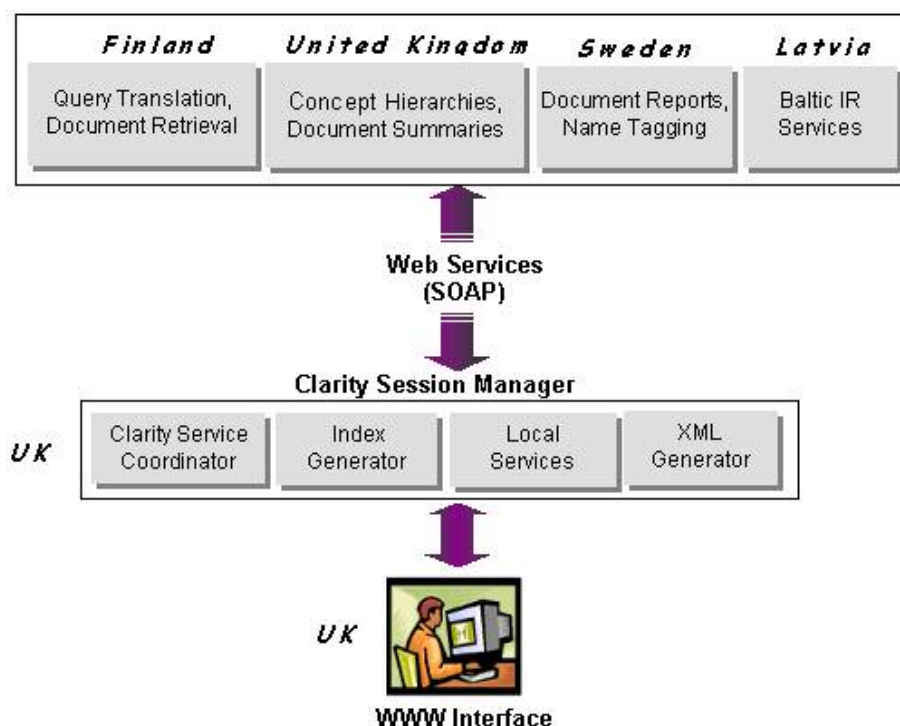 Finland United Kingdom Sweden Latvia
Query Translation,
Document Retrieval
Concept Hierarchies,
Document Summaries
Document Reports,
Name Tagging
Baltic IR
Services
Web Services
(SOAP)
Clarity Session Manager
UK
Clarity Service
Coordinator
Index
Generator
Local
Services
XML
Generator
UK
WWW Interface